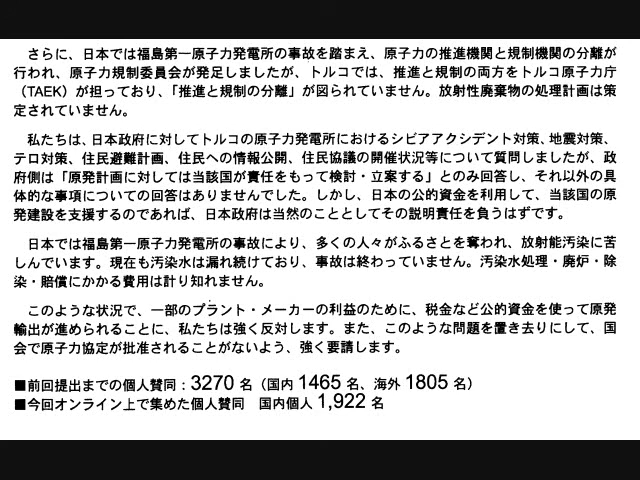 さらに、日本では福島第一原子力発電所の事故を踏まえ、原子力の推進機関と規制機関の分離が
行われ、原子力規制委員会が発足しましたが、トルコでは、推進と規制の両方をトルコ原子力庁
（TAEK）が担っており、「推進と規制の分離」が図られていません。放射性廃棄物の処理計画は策
定されていません。
私たちは、日本政府に対してトルコの原子力発電所におけるシビアアクシデント対策、地震対策、
テロ対策、住民避難計画、住民への情報公開、住民協議の開催状況等について質問しましたが、政
府側は「原発計画に対しては当該国が責任をもって検討・立案する」とのみ回答し、それ以外の具
体的な事項についての回答はありませんでした。しかし、日本の公的資金を利用して、当該国の原
発建設を支援するのであれば、日本政府は当然のこととしてその説明責任を負うはずです。
日本では福島第一原子力発電所の事故により、多くの人々がふるさとを奪われ、放射能汚染に苦
しんでいます。現在も汚染水は漏れ続けており、事故は終わっていません。汚染水処理・廃炉・除
染・賠償にかかる費用は計り知れません。
このような状況で、一部のプラント・メーカーの利益のために、税金など公的資金を使って原発
輸出が進められることに、私たちは強く反対します。また、このような問題を置き去りにして、国
会で原子力協定が批准されることがないよう、強く要請します。
■前回提出までの個人賛同：3270 名（国内 1465 名、海外 1805 名）
■今回オンライン上で集めた個人賛同　国内個人 1,922 名